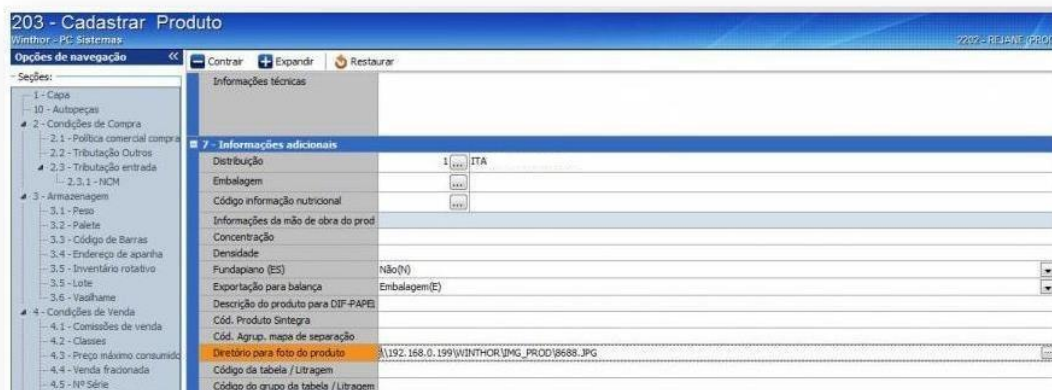 203 - Cadastrar Produto
Winthor - PC Sistemas
2202 - REJANE (PROD
Opções de navegação «
Contrair Expandir Restaurar
Seções:
1 - Capa
10 - Autopeças
2 - Condições de Compra
2.1 - Política comercial compra
2.2 - Tributação Outros
2.3 - Tributação entrada
2.3.1 - NCM
3 - Armazenagem
3.1 - Peso
3.2 - Palete
3.3 - Código de Barras
3.4 - Endereço de apanha
3.5 - Inventário rotativo
3.5 - Lote
3.6 - Vasilhame
4 - Condições de Venda
4.1 - Comissões de venda
4.2 - Classes
4.3 - Preço máximo consumido
4.4 - Venda fracionada
4.5 - Nº Série
Informações técnicas
7 - Informações adicionais
Distribuição 1 ... ITA
Embalagem ...
Código informação nutricional ...
Informações da mão de obra do prod
Concentração
Densidade
Fundapiano (ES) Não(N)
Exportação para balança Embalagem(E)
Descrição do produto para DIF-PAPEL
Cód. Produto Sintegra
Cód. Agrup. mapa de separação
Diretório para foto do produto \\192.168.0.199\WINTHOR\IMG_PROD\8688.JPG ...
Código da tabela / Litragem
Código do grupo da tabela / Litragem